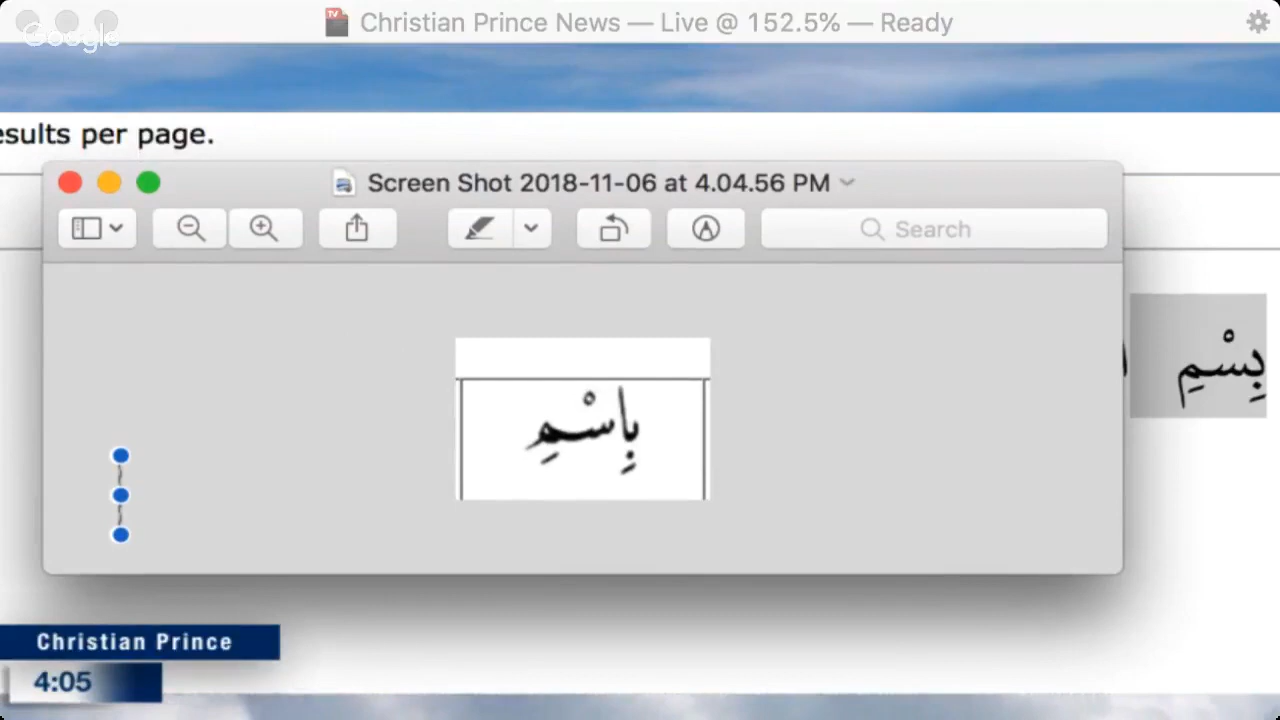 Google
Christian Prince News — Live @ 152.5% — Ready
esults per page.
Screen Shot 2018-11-06 at 4.04.56 PM
Search
بِاسْمِ
بِسْمِ
Christian Prince
4:05